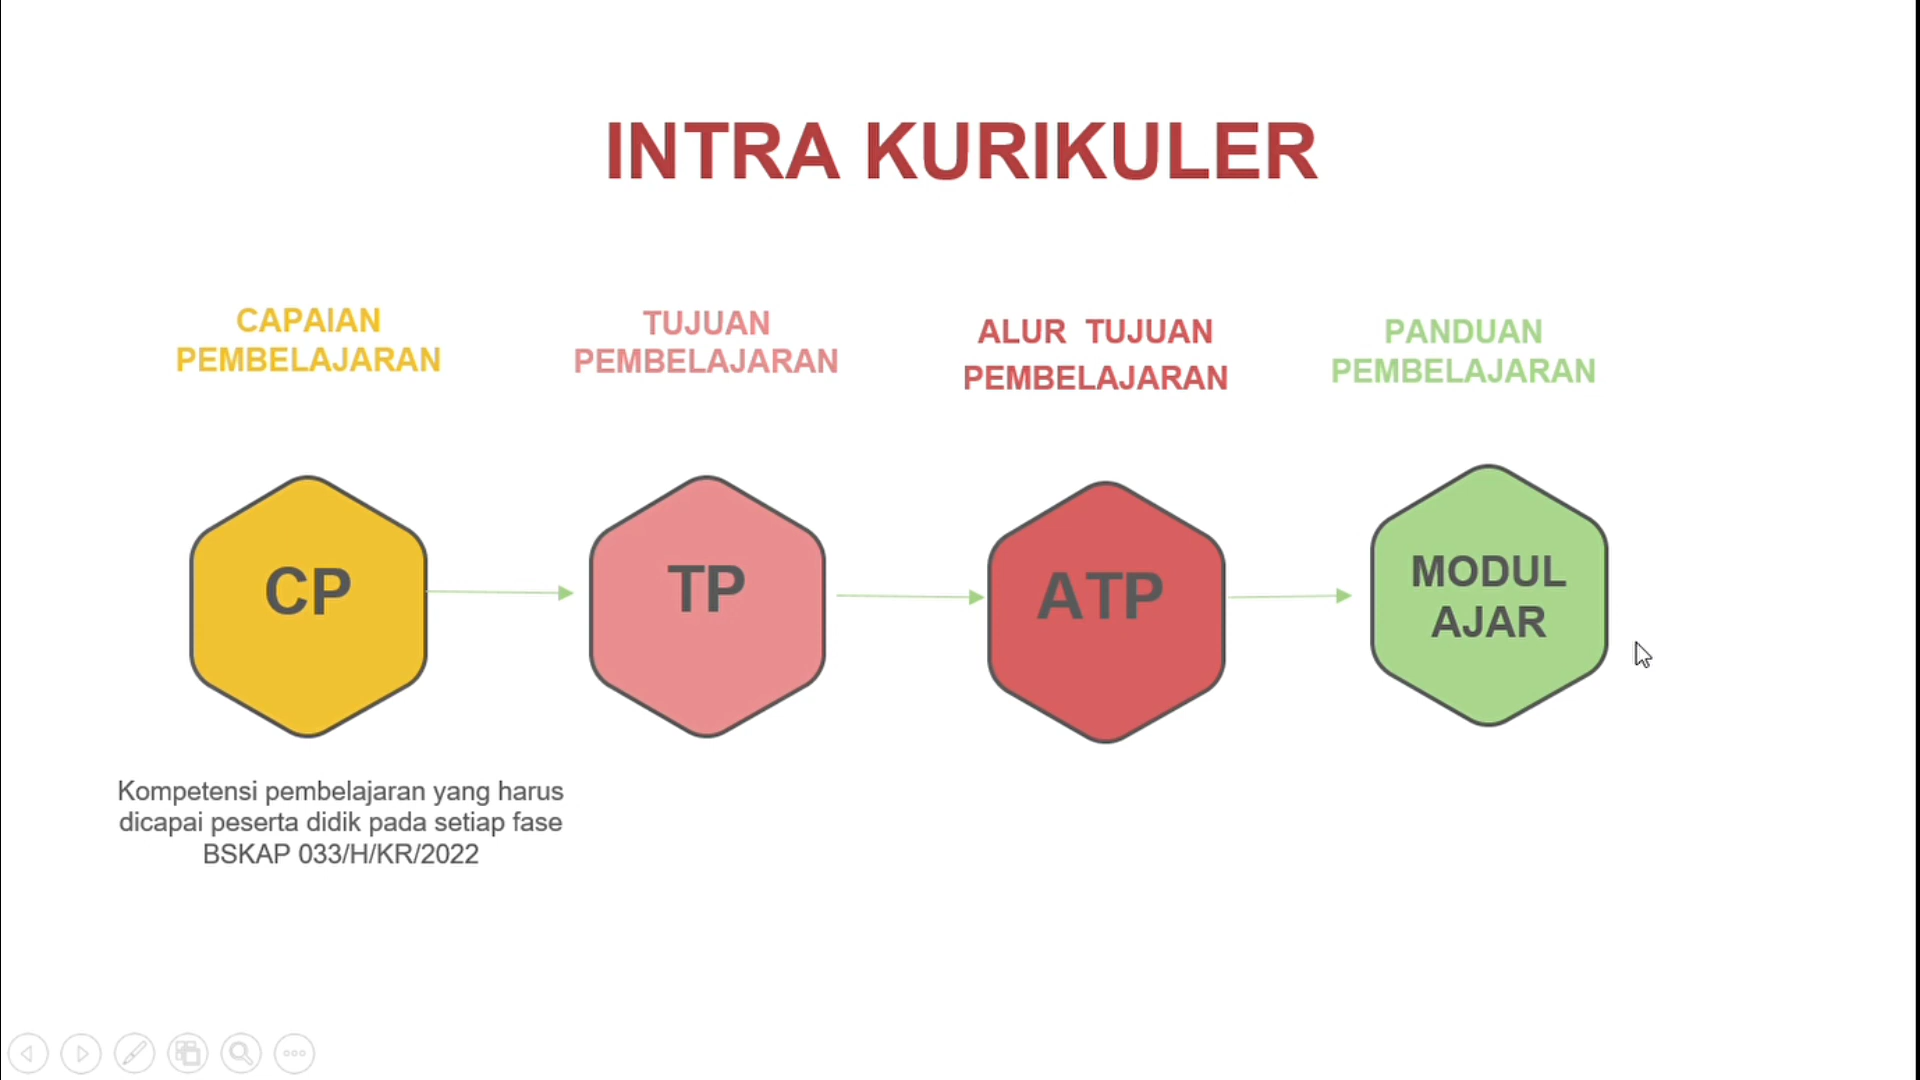 INTRA KURIKULER
CAPAIAN
PEMBELAJARAN
TUJUAN
PEMBELAJARAN
ALUR TUJUAN
PEMBELAJARAN
PANDUAN
PEMBELAJARAN
CP
TP
ATP
MODUL
AJAR
Kompetensi pembelajaran yang harus
dicapai peserta didik pada setiap fase
BSKAP 033/H/KR/2022